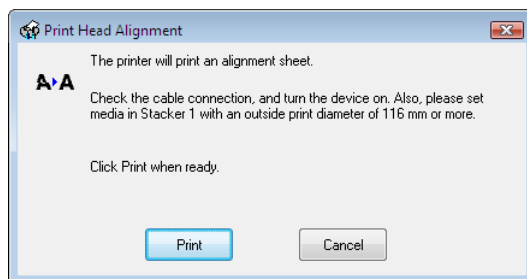 Print Head Alignment
The printer will print an alignment sheet.
A A
Check the cable connection, and turn the device on. Also, please set
media in Stacker 1 with an outside print diameter of 116 mm or more.
Click Print when ready.
Print Cancel